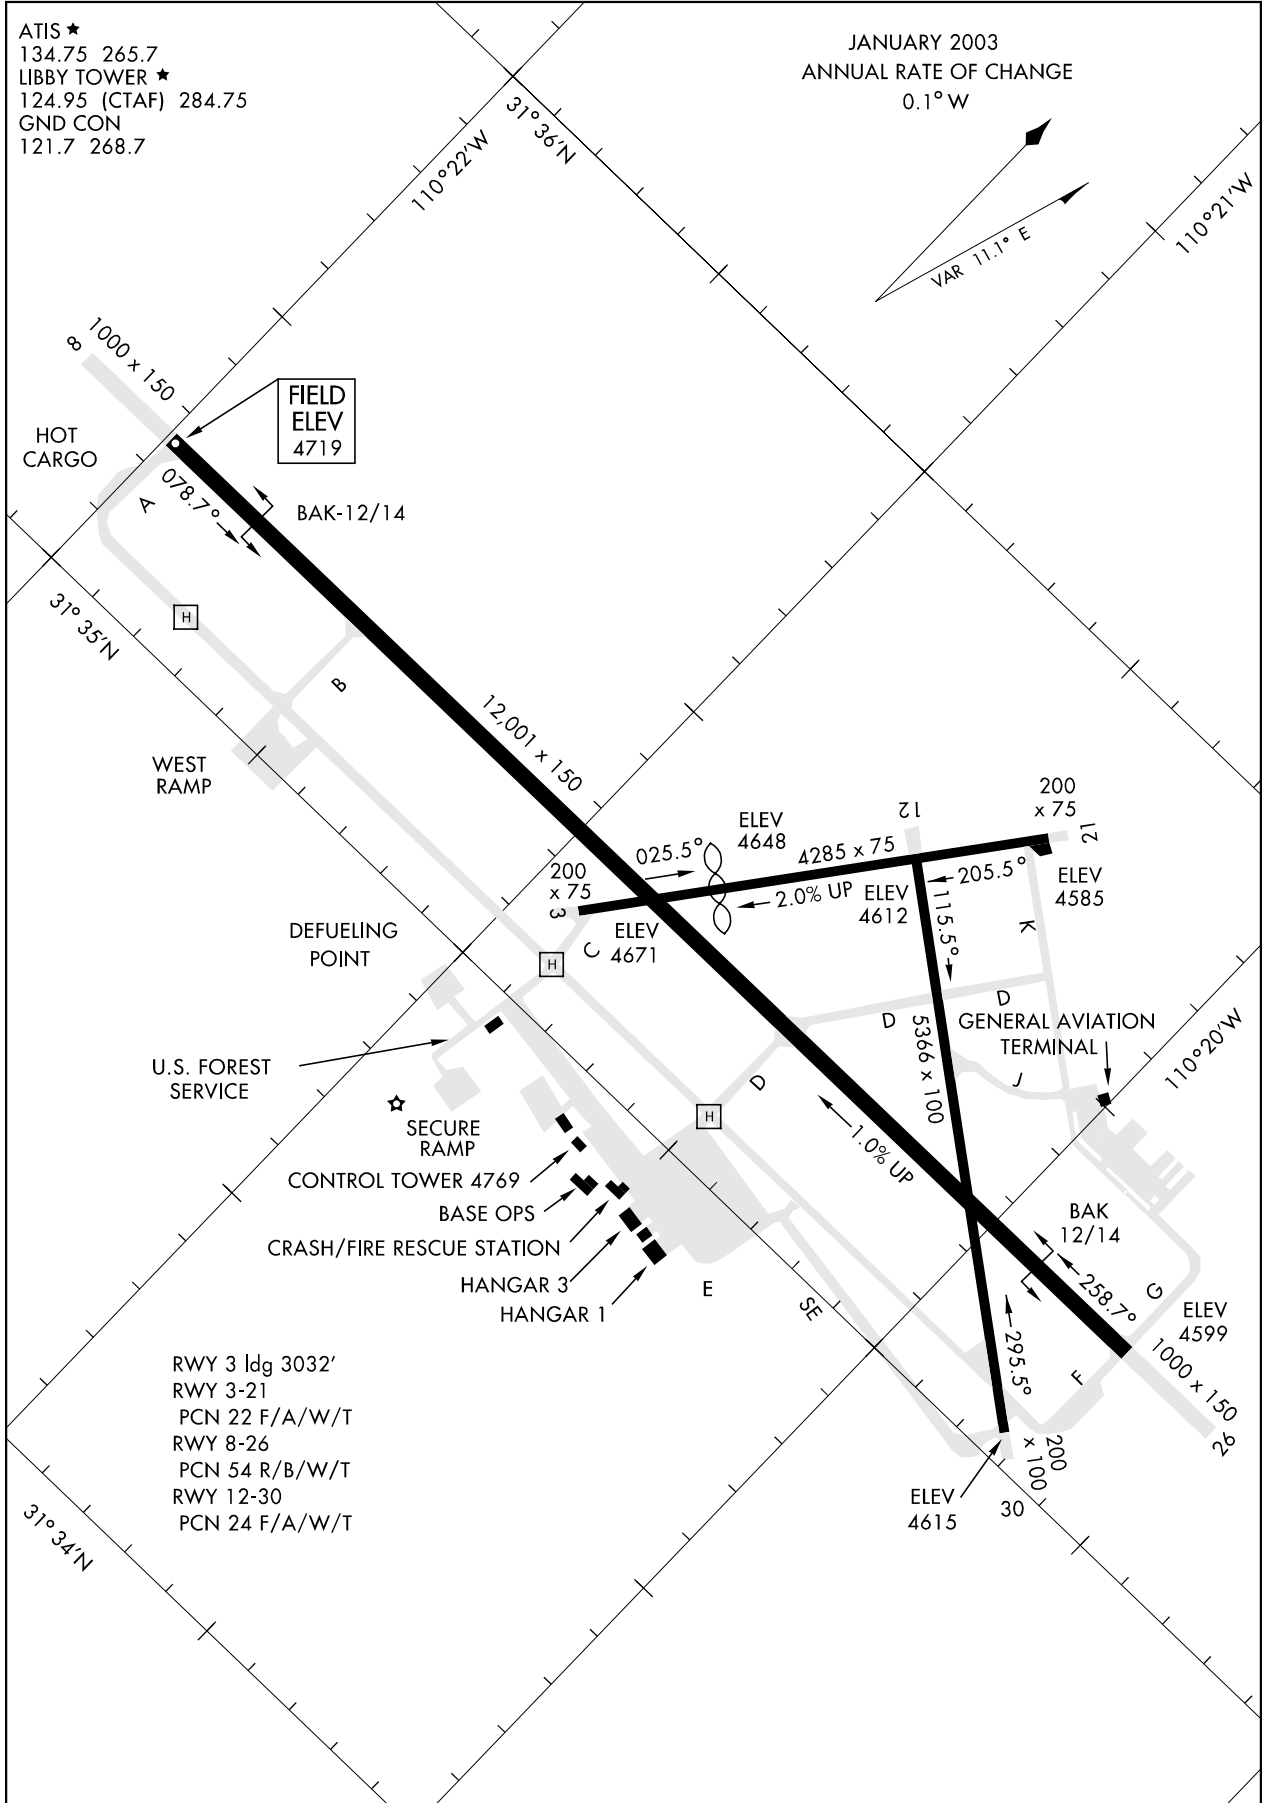 ATIS ★
134.75 265.7
LIBBY TOWER ★
124.95 (CTAF) 284.75
GND CON
121.7 268.7
JANUARY 2003
ANNUAL RATE OF CHANGE
0.1° W
VAR 11.1° E
31° 36'N
110°22'W
110°21'W
8
1000 x 150
FIELD
ELEV
4719
HOT
CARGO
078.7°
A
BAK-12/14
H
31° 35'N
B
12,001 x 150
WEST
RAMP
200
x 75
21
12
ELEV
4648
025.5°
4285 x 75
205.5°
ELEV
4585
200
x 75
3
2.0% UP
ELEV
4612
115.5°
K
ELEV
4671
C
DEFUELING
POINT
H
D
D
GENERAL AVIATION
TERMINAL
5366 x 100
110°20'W
U.S. FOREST
SERVICE
D
J
SECURE
RAMP
H
1.0% UP
CONTROL TOWER 4769
BASE OPS
CRASH/FIRE RESCUE STATION
HANGAR 3
HANGAR 1
E
SE
BAK
12/14
258.7°
G
ELEV
4599
295.5°
F
1000 x 150
26
RWY 3 ldg 3032'
RWY 3-21
PCN 22 F/A/W/T
RWY 8-26
PCN 54 R/B/W/T
RWY 12-30
PCN 24 F/A/W/T
200
x 100
ELEV
4615
30
31° 34'N